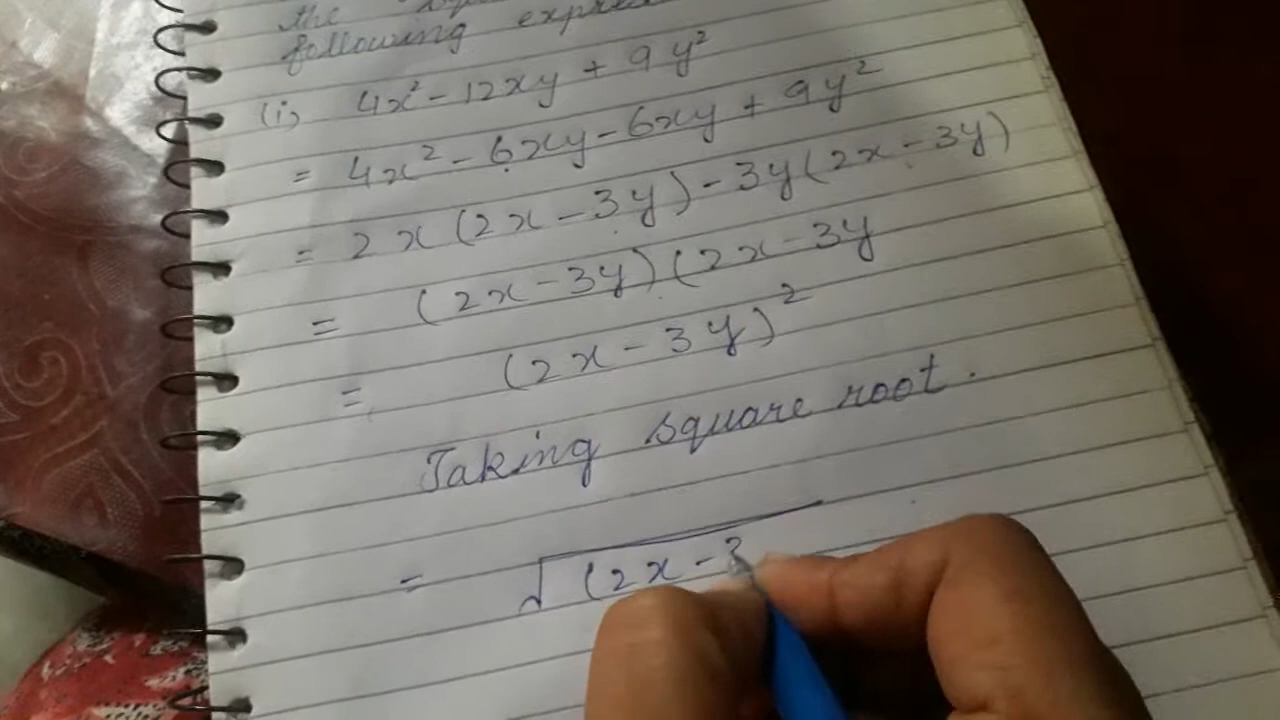 the
following
(i) 4x² - 12xy + 9y²
= 4x² - 6xy - 6xy + 9y²
= 2x (2x - 3y) - 3y (2x - 3y)
= (2x - 3y) (2x - 3y
= (2x - 3y)²
Taking square root.
= √(2x - 3